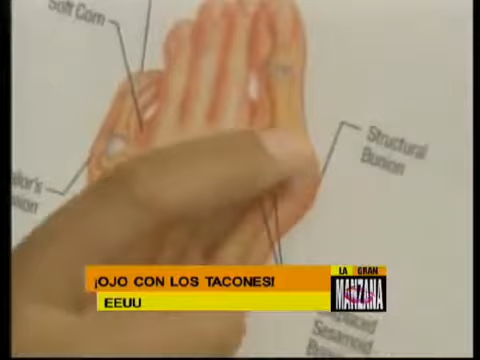 Soft Corn
Structural
Bunion
¡OJO CON LOS TACONES!
EEUU
LA GRAN
MANZANA
Sesamoid